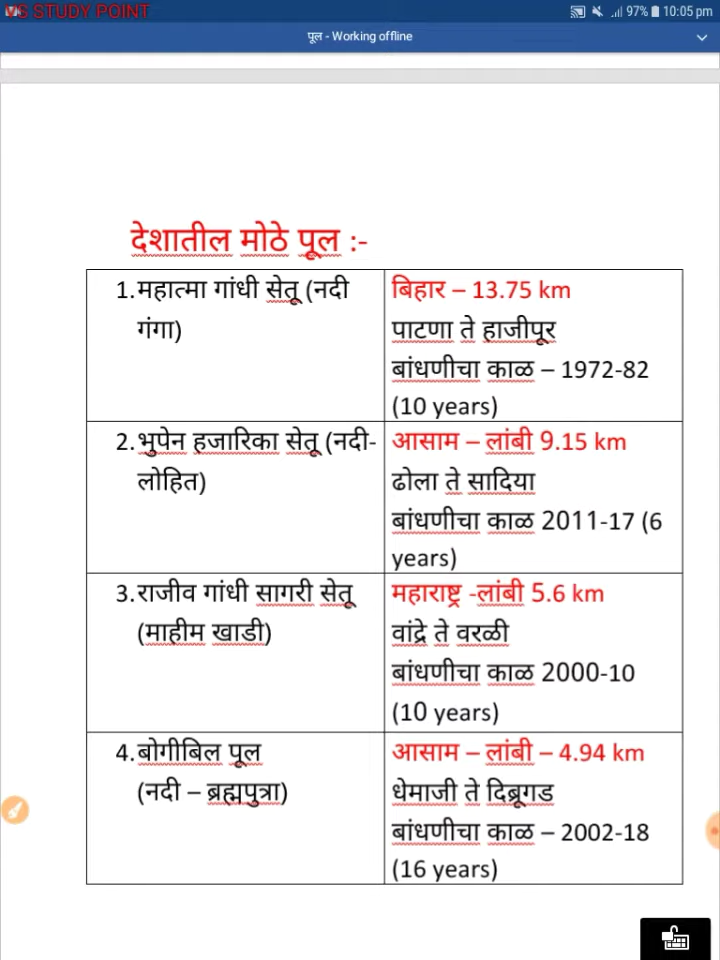 VS STUDY POINT
97% 10:05 pm
पूल - Working offline
देशातील मोठे पूल :-
1. महात्मा गांधी सेतू (नदी
गंगा)
बिहार – 13.75 km
पाटणा ते हाजीपूर
बांधणीचा काळ – 1972-82
(10 years)
2. भुपेन हजारिका सेतू (नदी-
लोहित)
आसाम – लांबी 9.15 km
ढोला ते सादिया
बांधणीचा काळ 2011-17 (6
years)
3. राजीव गांधी सागरी सेतू
(माहीम खाडी)
महाराष्ट्र -लांबी 5.6 km
वांद्रे ते वरळी
बांधणीचा काळ 2000-10
(10 years)
4. बोगीबिल पूल
(नदी – ब्रह्मपुत्रा)
आसाम – लांबी – 4.94 km
धेमाजी ते दिब्रूगड
बांधणीचा काळ – 2002-18
(16 years)